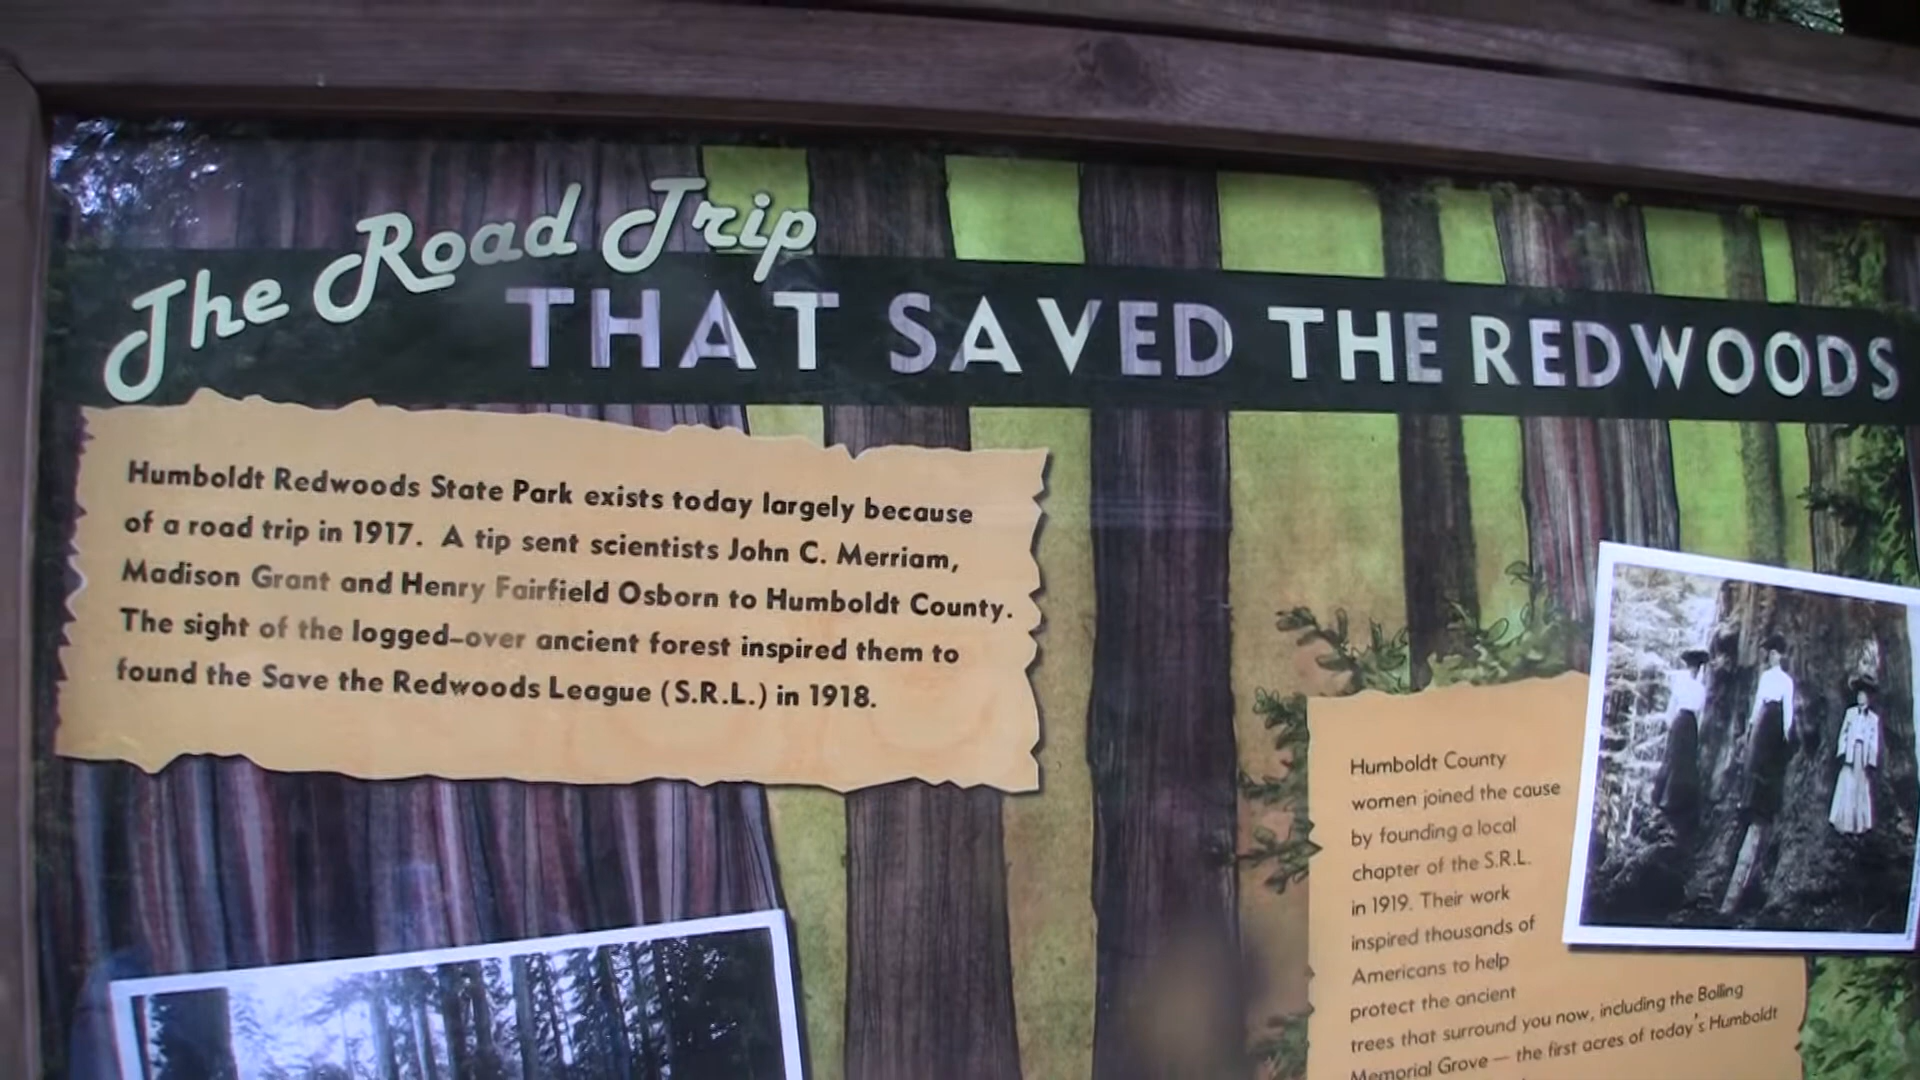 The Road Trip
THAT SAVED THE REDWOODS
Humboldt Redwoods State Park exists today largely because
of a road trip in 1917. A tip sent scientists John C. Merriam,
Madison Grant and Henry Fairfield Osborn to Humboldt County.
The sight of the logged-over ancient forest inspired them to
found the Save the Redwoods League (S.R.L.) in 1918.
Humboldt County
women joined the cause
by founding a local
chapter of the S.R.L.
in 1919. Their work
inspired thousands of
Americans to help
protect the ancient
trees that surround you now, including the Bolling
Memorial Grove — the first acres of today's Humboldt